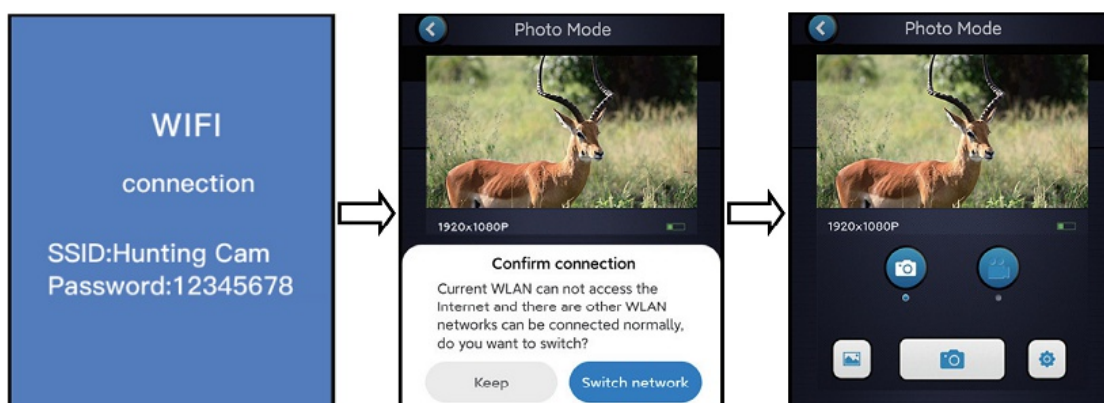 WIFI
connection
SSID:Hunting Cam
Password:12345678
Photo Mode
1920x1080P
Confirm connection
Current WLAN can not access the
Internet and there are other WLAN
networks can be connected normally,
do you want to switch?
Keep
Switch network
Photo Mode
1920x1080P